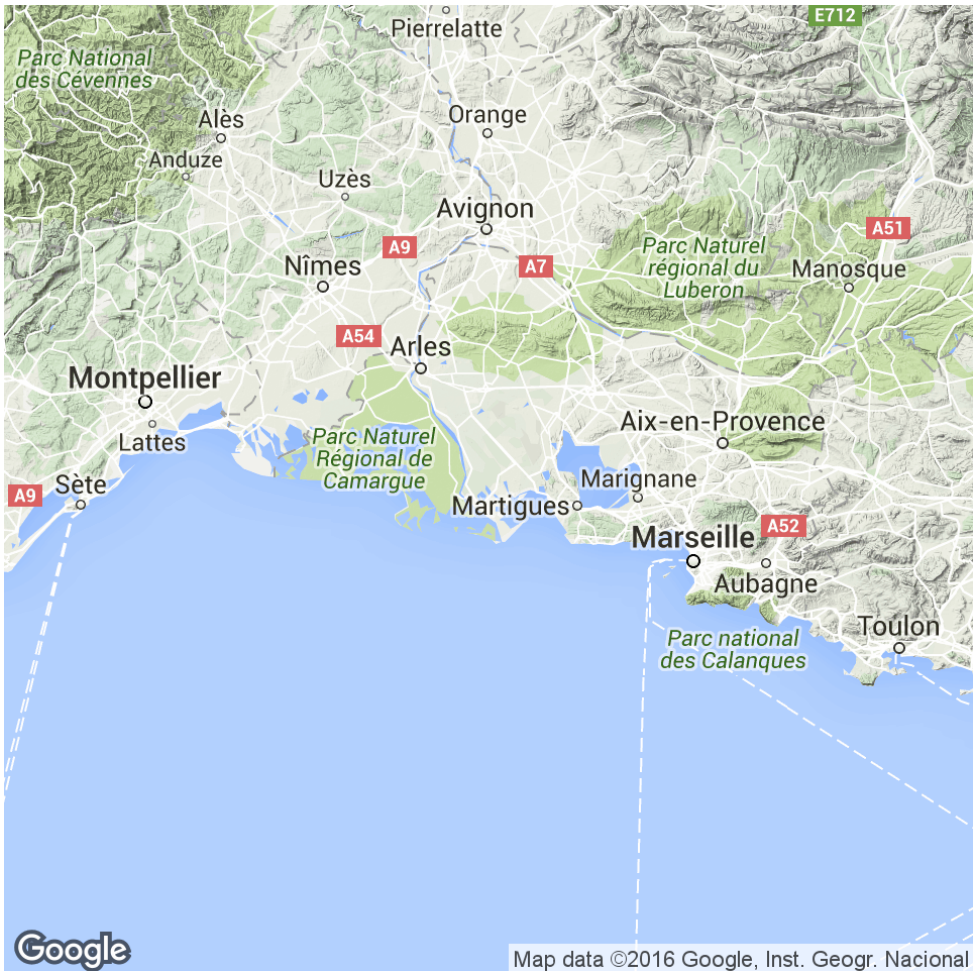 E712
Pierrelatte
Parc National
des Cévennes
Orange
Alès
Anduze
Uzès
Avignon
A51
A9
Parc Naturel
régional du
Luberon
Nîmes
A7
Manosque
A54
Arles
Montpellier
Aix-en-Provence
Lattes
Parc Naturel
Régional de
Camargue
Marignane
Sète
A9
Martigues
A52
Marseille
Aubagne
Toulon
Parc national
des Calanques
Google
Map data ©2016 Google, Inst. Geogr. Nacional